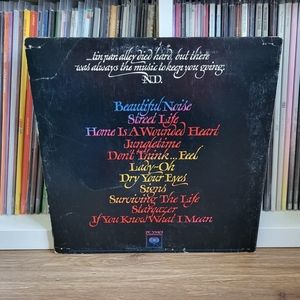 ...tin pan alley died hard, but there
was always the music to keep you going.
N.D.
Beautiful Noise
Street Life
Home Is A Wounded Heart
Jungletime
Don't Think... Feel
Lady-Oh
Dry Your Eyes
Signs
Surviving The Life
Stargazer
If You Know What I Mean